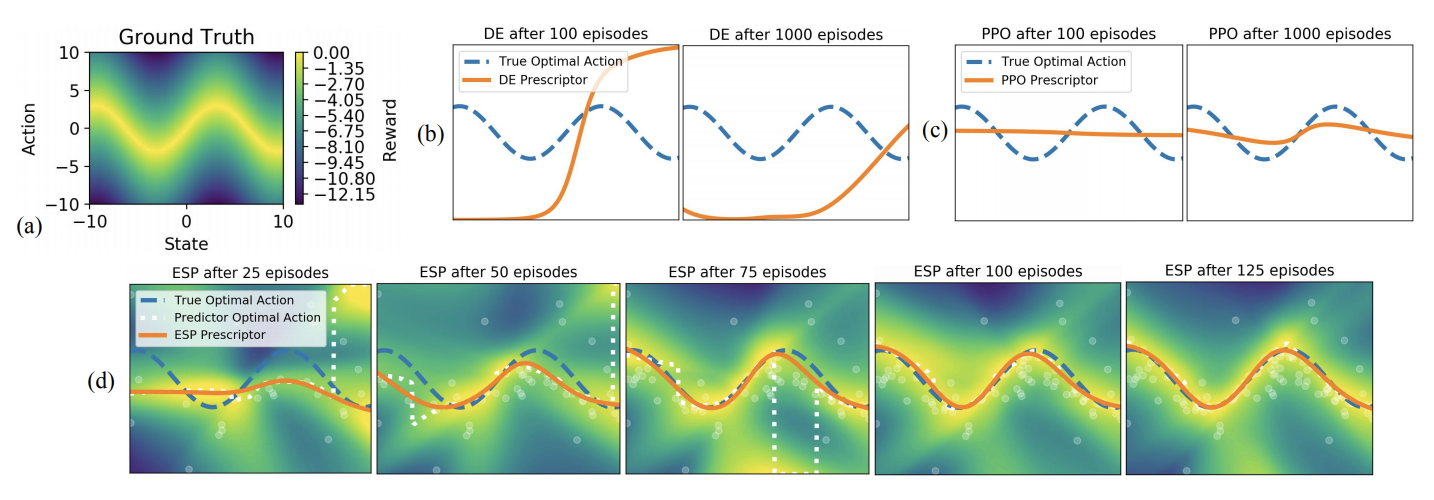 Ground Truth
10
5
0
−5
−10
Action
−10
0
10
State
0.00
−1.35
−2.70
−4.05
−5.40
−6.75
−8.10
−9.45
−10.80
−12.15
Reward
(a)
DE after 100 episodes
True Optimal Action
DE Prescriptor
DE after 1000 episodes
(b)
PPO after 100 episodes
True Optimal Action
PPO Prescriptor
PPO after 1000 episodes
(c)
ESP after 25 episodes
True Optimal Action
Predictor Optimal Action
ESP Prescriptor
ESP after 50 episodes
ESP after 75 episodes
ESP after 100 episodes
ESP after 125 episodes
(d)